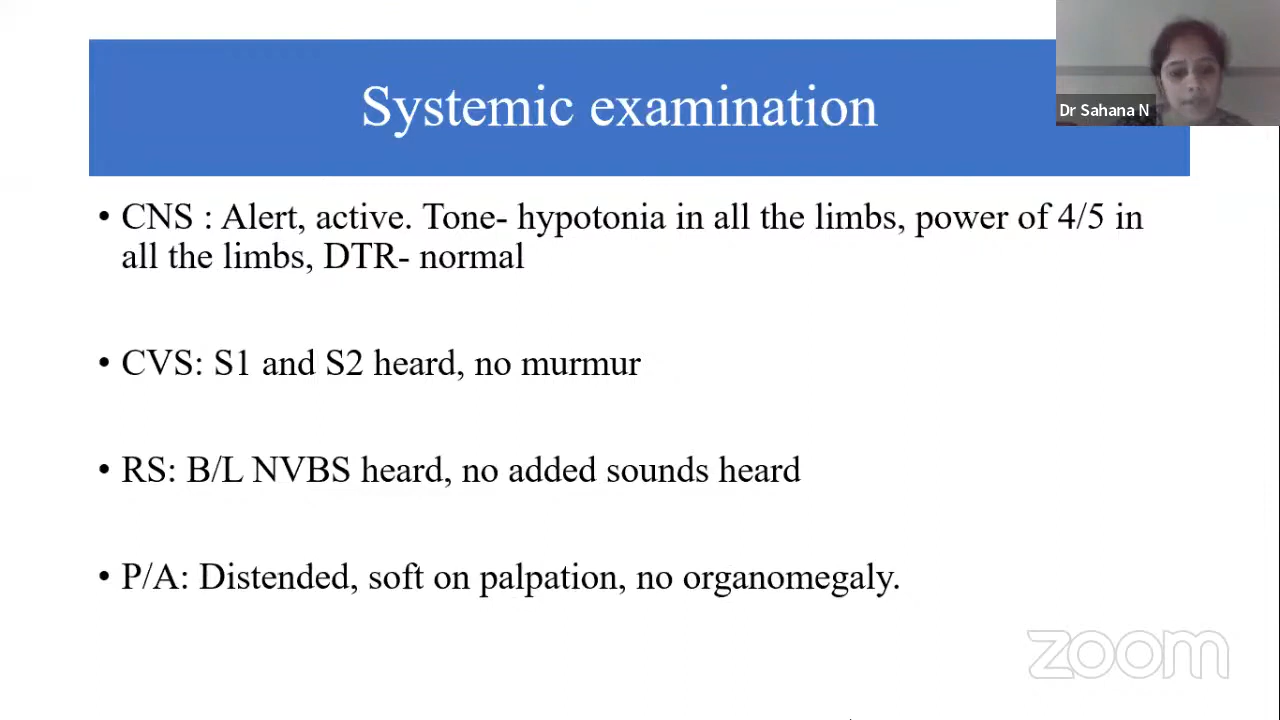 Systemic examination
Dr Sahana N
• CNS : Alert, active. Tone- hypotonia in all the limbs, power of 4/5 in
all the limbs, DTR- normal
• CVS: S1 and S2 heard, no murmur
• RS: B/L NVBS heard, no added sounds heard
• P/A: Distended, soft on palpation, no organomegaly.
zoom